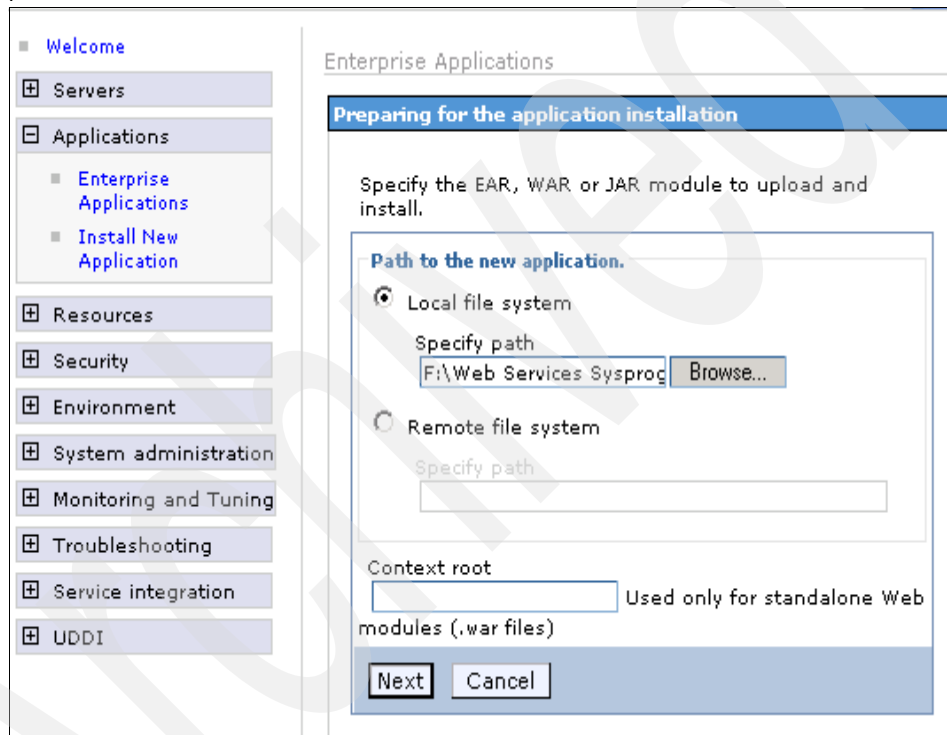 Welcome
Servers
Applications
Enterprise
Applications
Install New
Application
Resources
Security
Environment
System administration
Monitoring and Tuning
Troubleshooting
Service integration
UDDI
Enterprise Applications
Preparing for the application installation
Specify the EAR, WAR or JAR module to upload and
install.
Path to the new application.
Local file system
Specify path
F:\Web Services Sysprog Browse...
Remote file system
Specify path
Context root
Used only for standalone Web
modules (.war files)
Next Cancel